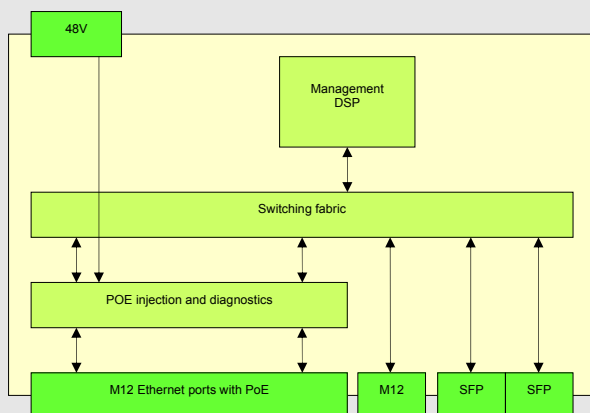 48V
Management
DSP
Switching fabric
POE injection and diagnostics
M12 Ethernet ports with PoE
M12
SFP
SFP